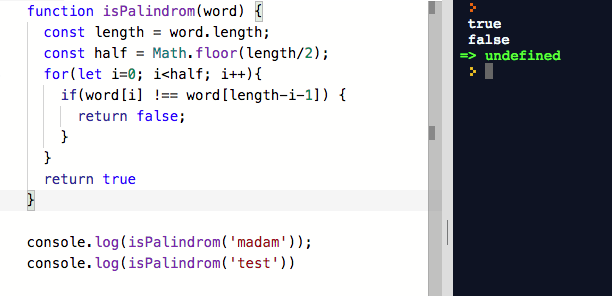 function isPalindrom(word) {
  const length = word.length;
  const half = Math.floor(length/2);
  for(let i=0; i<half; i++){
    if(word[i] !== word[length-i-1]) {
      return false;
    }
  }
  return true
}

console.log(isPalindrom('madam'));
console.log(isPalindrom('test'))
true
false
=> undefined